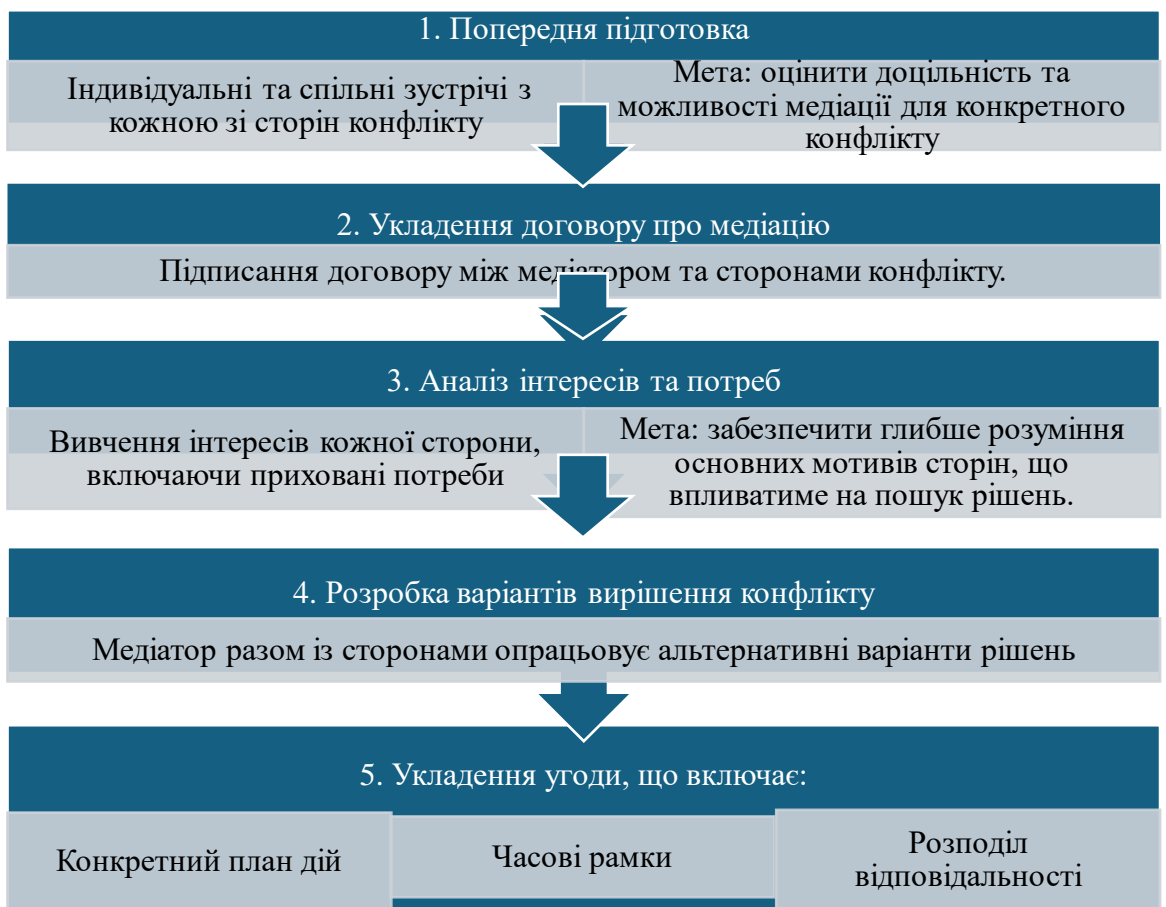 1. Попередня підготовка
Індивідуальні та спільні зустрічі з
кожною зі сторін конфлікту
Мета: оцінити доцільність та
можливості медіації для конкретного
конфлікту
2. Укладення договору про медіацію
Підписання договору між медіатором та сторонами конфлікту.
3. Аналіз інтересів та потреб
Вивчення інтересів кожної сторони,
включаючи приховані потреби
Мета: забезпечити глибше розуміння
основних мотивів сторін, що
впливатиме на пошук рішень.
4. Розробка варіантів вирішення конфлікту
Медіатор разом із сторонами опрацьовує альтернативні варіанти рішень
5. Укладення угоди, що включає:
Конкретний план дій
Часові рамки
Розподіл
відповідальності